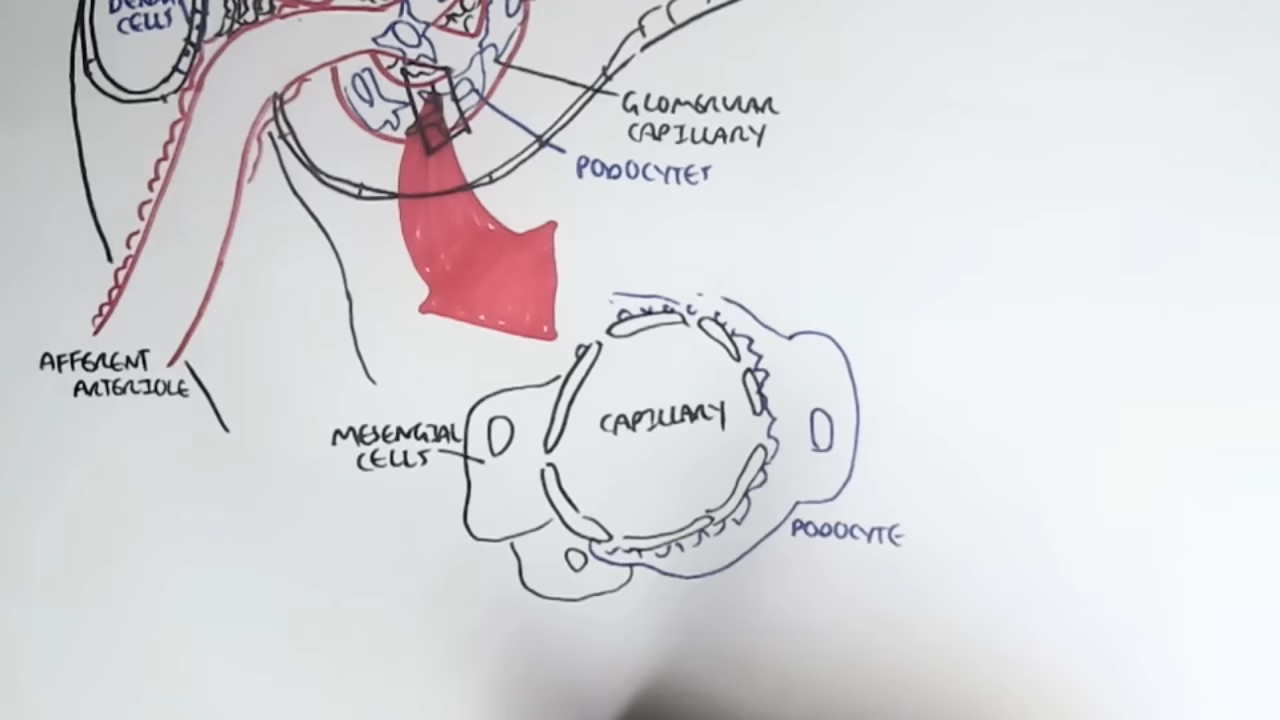 CELLS
GLOMERULAR
CAPILLARY
PODOCYTES
AFFERENT
ARTERIOLE
CAPILLARY
MESENGIAL
CELLS
PODOCYTE